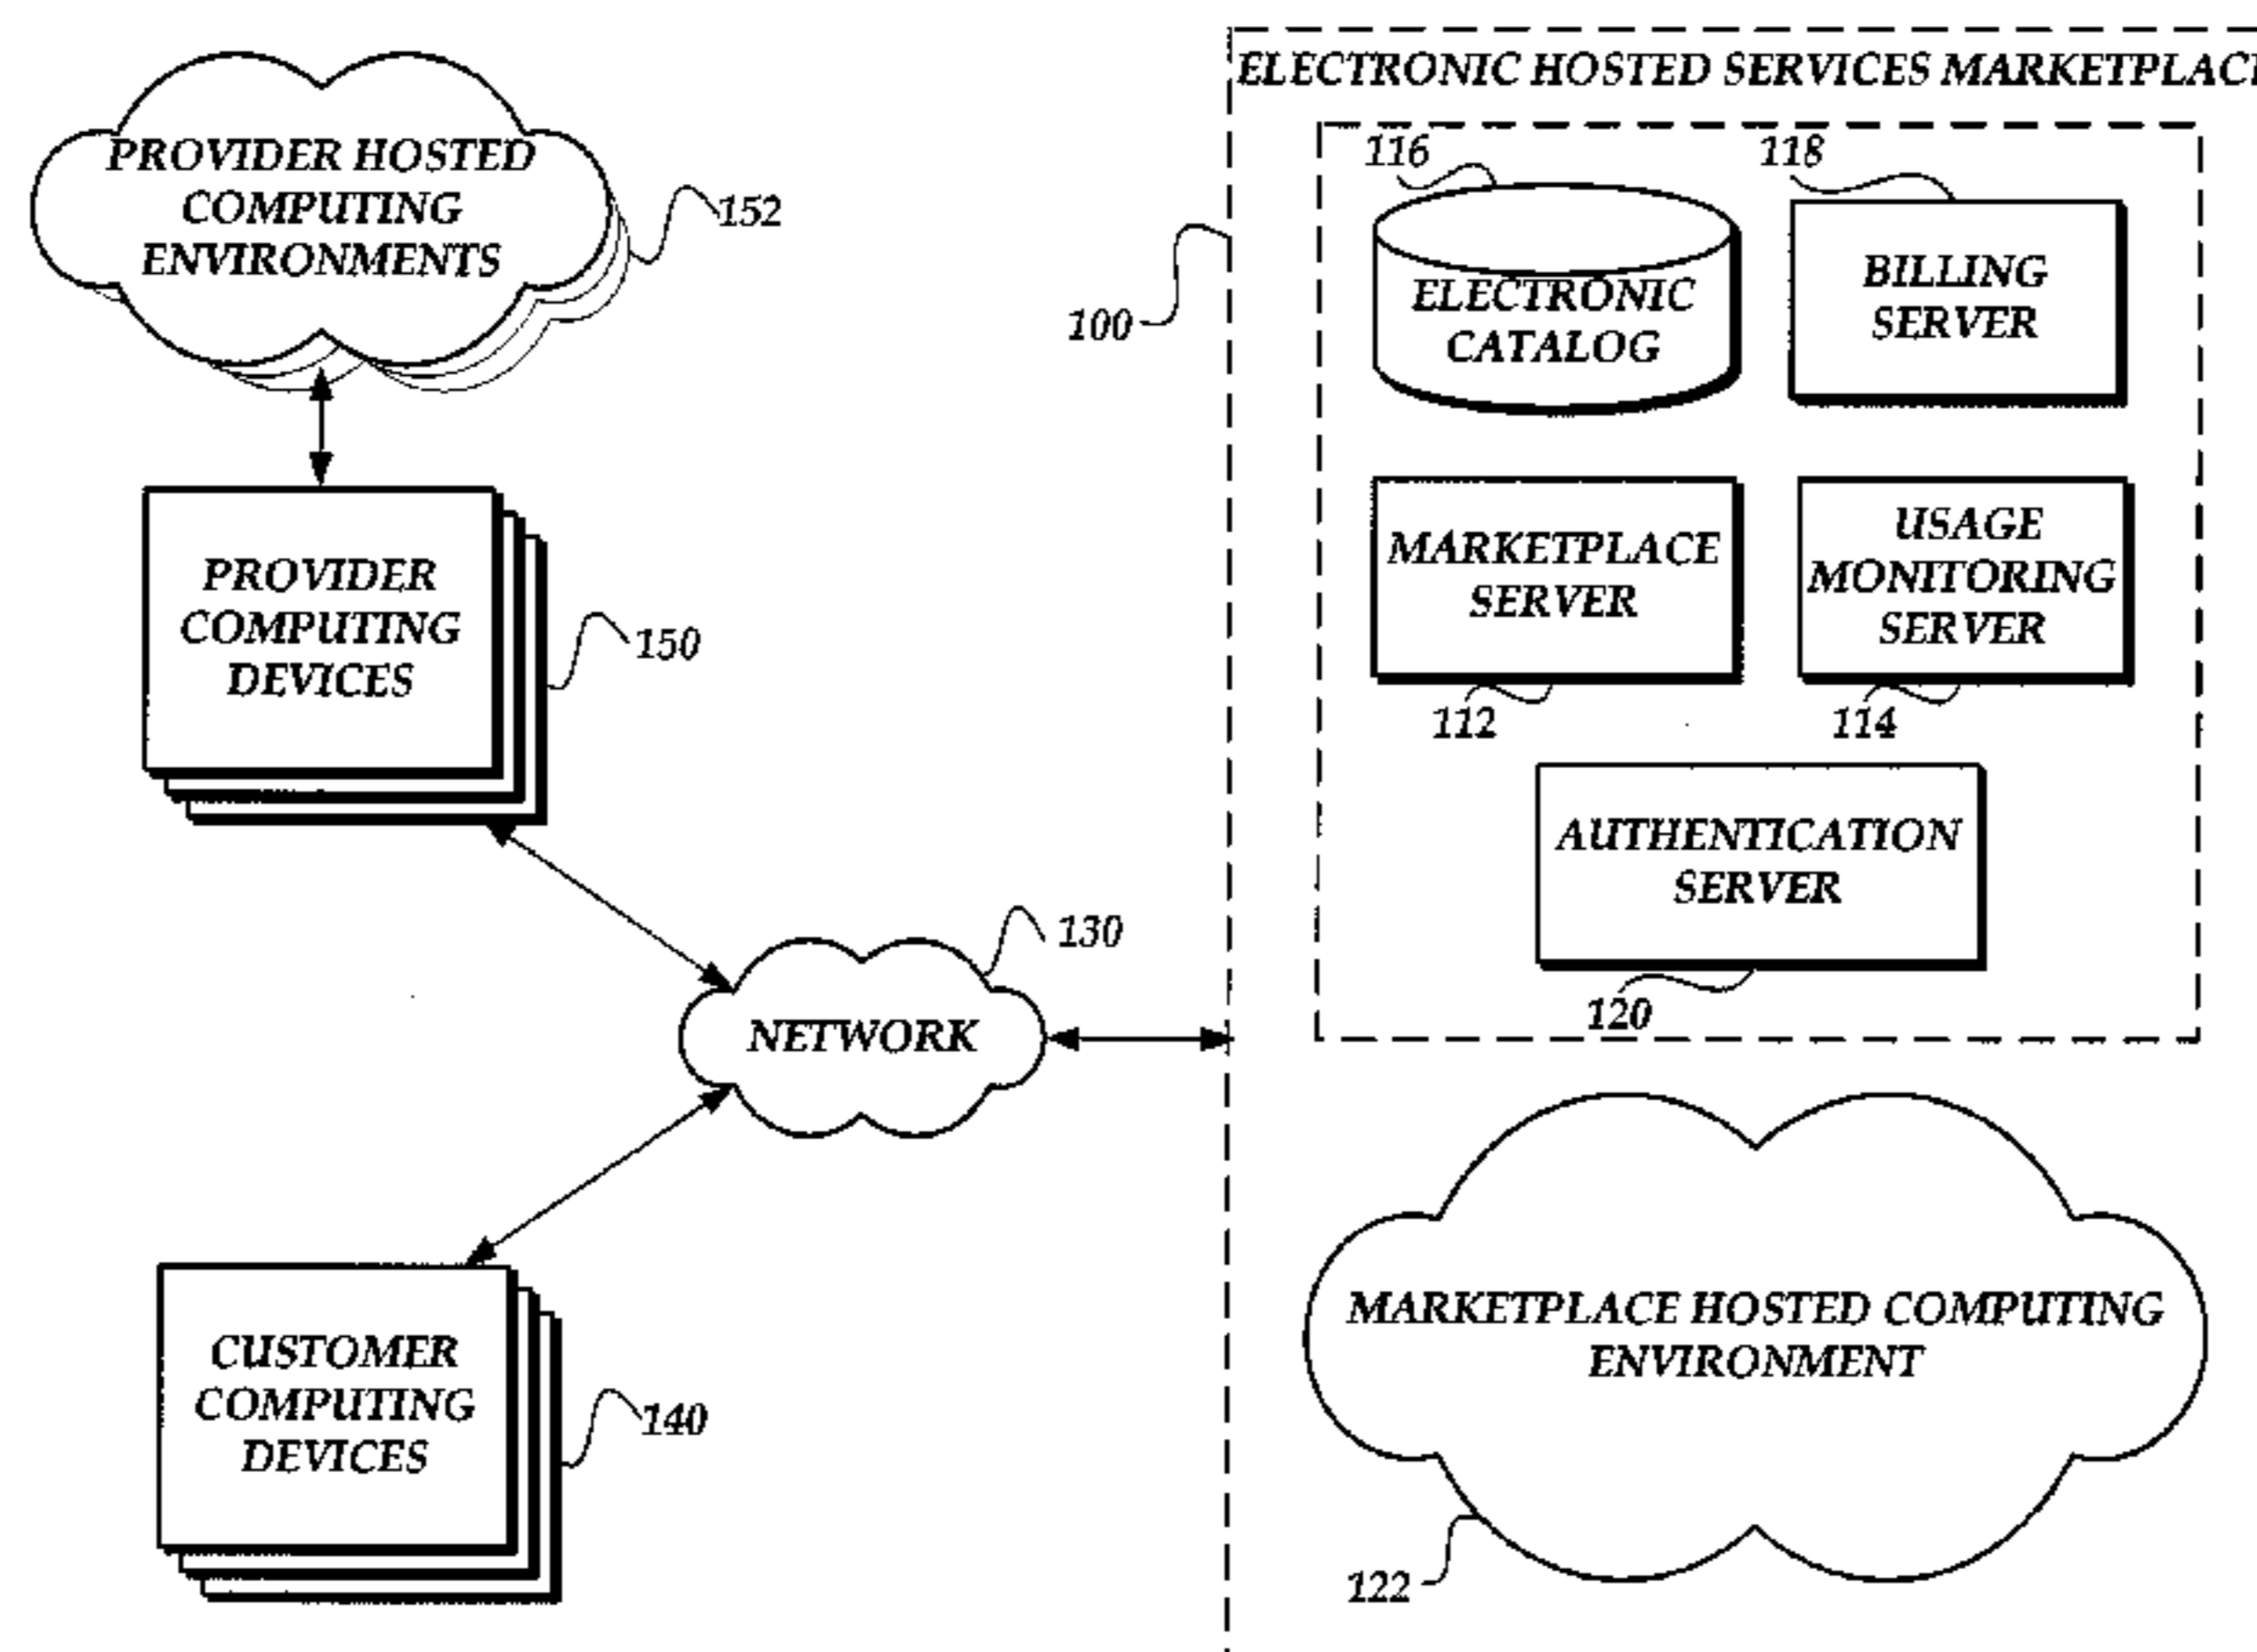 ELECTRONIC HOSTED SERVICES MARKETPLACE
PROVIDER HOSTED
COMPUTING
ENVIRONMENTS
152
100
116
118
ELECTRONIC
CATALOG
BILLING
SERVER
PROVIDER
COMPUTING
DEVICES
150
MARKETPLACE
SERVER
USAGE
MONITORING
SERVER
112
114
AUTHENTICATION
SERVER
120
130
NETWORK
CUSTOMER
COMPUTING
DEVICES
140
MARKETPLACE HOSTED COMPUTING
ENVIRONMENT
122